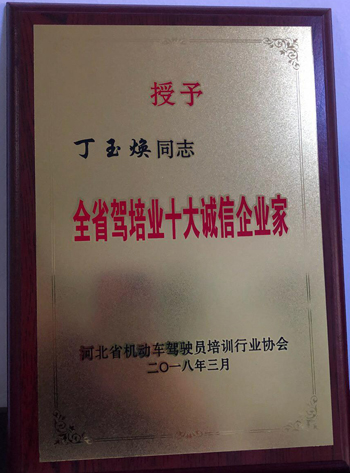 授予
丁玉焕同志
全省驾培业十大诚信企业家
河北省机动车驾驶员培训行业协会
二〇一八年三月